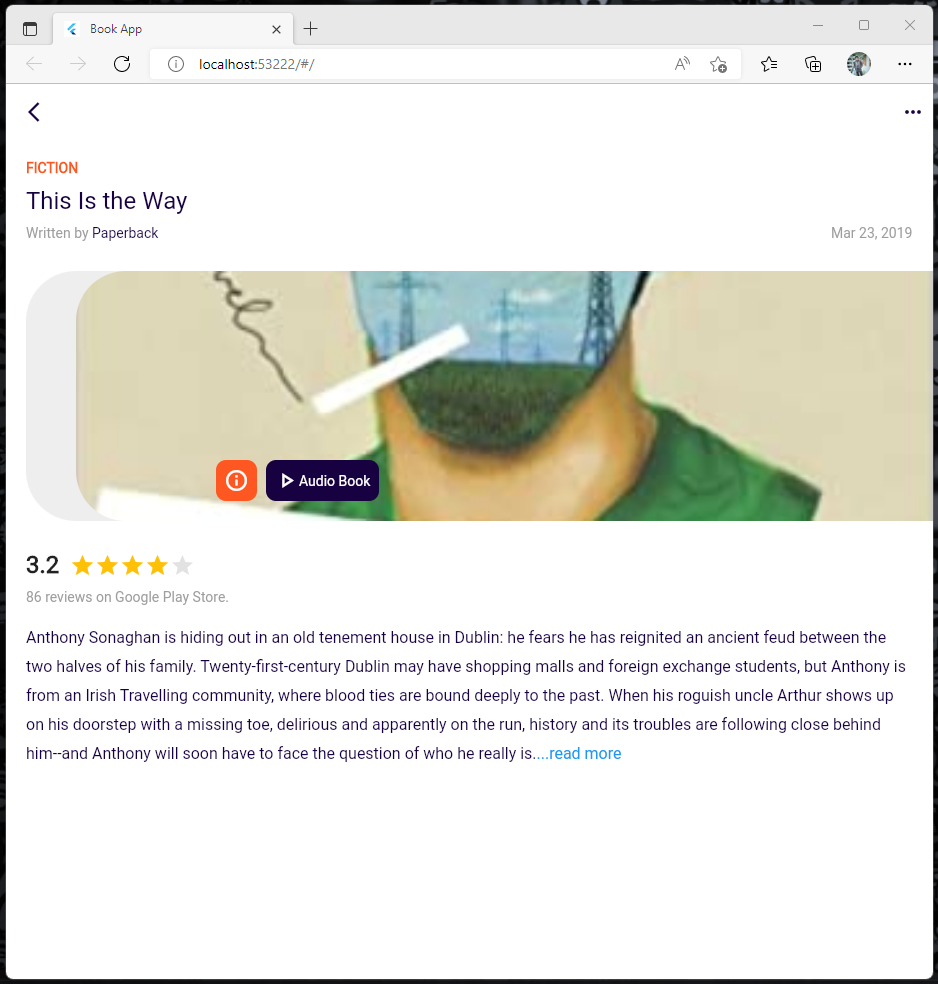 Book App
localhost:53222/#/
FICTION
This Is the Way
Written by Paperback
Mar 23, 2019
Audio Book
3.2
86 reviews on Google Play Store.
Anthony Sonaghan is hiding out in an old tenement house in Dublin: he fears he has reignited an ancient feud between the
two halves of his family. Twenty-first-century Dublin may have shopping malls and foreign exchange students, but Anthony is
from an Irish Travelling community, where blood ties are bound deeply to the past. When his roguish uncle Arthur shows up
on his doorstep with a missing toe, delirious and apparently on the run, history and its troubles are following close behind
him--and Anthony will soon have to face the question of who he really is....read more